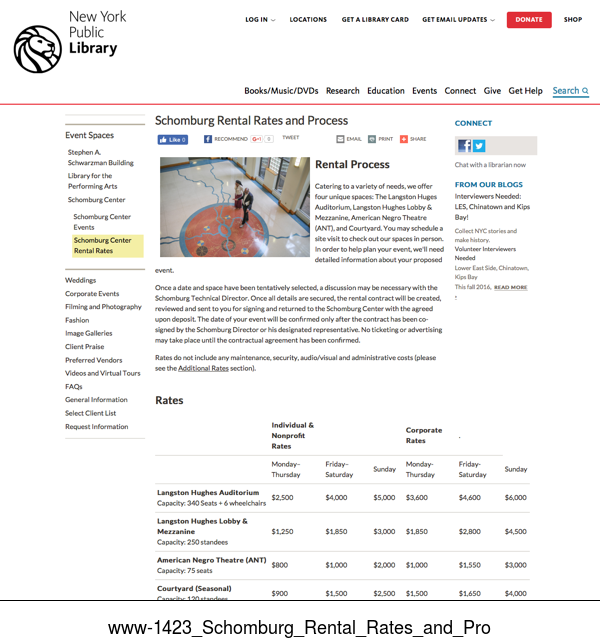 New York
Public
Library
LOG IN
LOCATIONS
GET A LIBRARY CARD
GET EMAIL UPDATES
DONATE
SHOP
Books/Music/DVDs Research Education Events Connect Give Get Help Search
Event Spaces
Stephen A.
Schwarzman Building
Library for the
Performing Arts
Schomburg Center
Schomburg Center
Events
Schomburg Center
Rental Rates
Weddings
Corporate Events
Filming and Photography
Fashion
Image Galleries
Client Praise
Preferred Vendors
Videos and Virtual Tours
FAQs
General Information
Select Client List
Request Information
Schomburg Rental Rates and Process
Like 0
RECOMMEND
G+1 0
TWEET
EMAIL
PRINT
SHARE
Rental Process
Catering to a variety of needs, we offer
four unique spaces: The Langston Huges
Auditorium, Langston Hughes Lobby &
Mezzanine, American Negro Theatre
(ANT), and Courtyard. You may schedule a
site visit to check out our spaces in person.
In order to help plan your event, we'll need
detailed information about your proposed
event.
Once a date and space have been tentatively selected, a discussion may be necessary with the
Schomburg Technical Director. Once all details are secured, the rental contract will be created,
reviewed and sent to you for signing and returned to the Schomburg Center with the agreed
upon deposit. The date of your event will be confirmed only after the contract has been co-
signed by the Schomburg Director or his designated representative. No ticketing or advertising
may take place until the contractual agreement has been confirmed.
Rates do not include any maintenance, security, audio/visual and administrative costs (please
see the Additional Rates section).
Rates
Individual &
Nonprofit
Rates
Corporate
Rates
.
Monday-
Thursday
Friday-
Saturday
Sunday
Monday-
Thursday
Friday-
Saturday
Sunday
Langston Hughes Auditorium
Capacity: 340 Seats + 6 wheelchairs
$2,500 $4,000 $5,000 $3,600 $4,600 $6,000
Langston Hughes Lobby &
Mezzanine
Capacity: 250 standees
$1,250 $1,850 $3,000 $1,850 $2,800 $4,500
American Negro Theatre (ANT)
Capacity: 75 seats
$800 $1,000 $2,000 $1,000 $1,550 $3,000
Courtyard (Seasonal)
Capacity: 120 standees
$900 $1,500 $2,500 $1,500 $1,650 $4,000
CONNECT
Chat with a librarian now
FROM OUR BLOGS
Interviewers Needed:
LES, Chinatown and Kips
Bay!
Collect NYC stories and
make history.
Volunteer Interviewers
Needed
Lower East Side, Chinatown,
Kips Bay
This fall 2016, READ MORE
www-1423_Schomburg_Rental_Rates_and_Pro